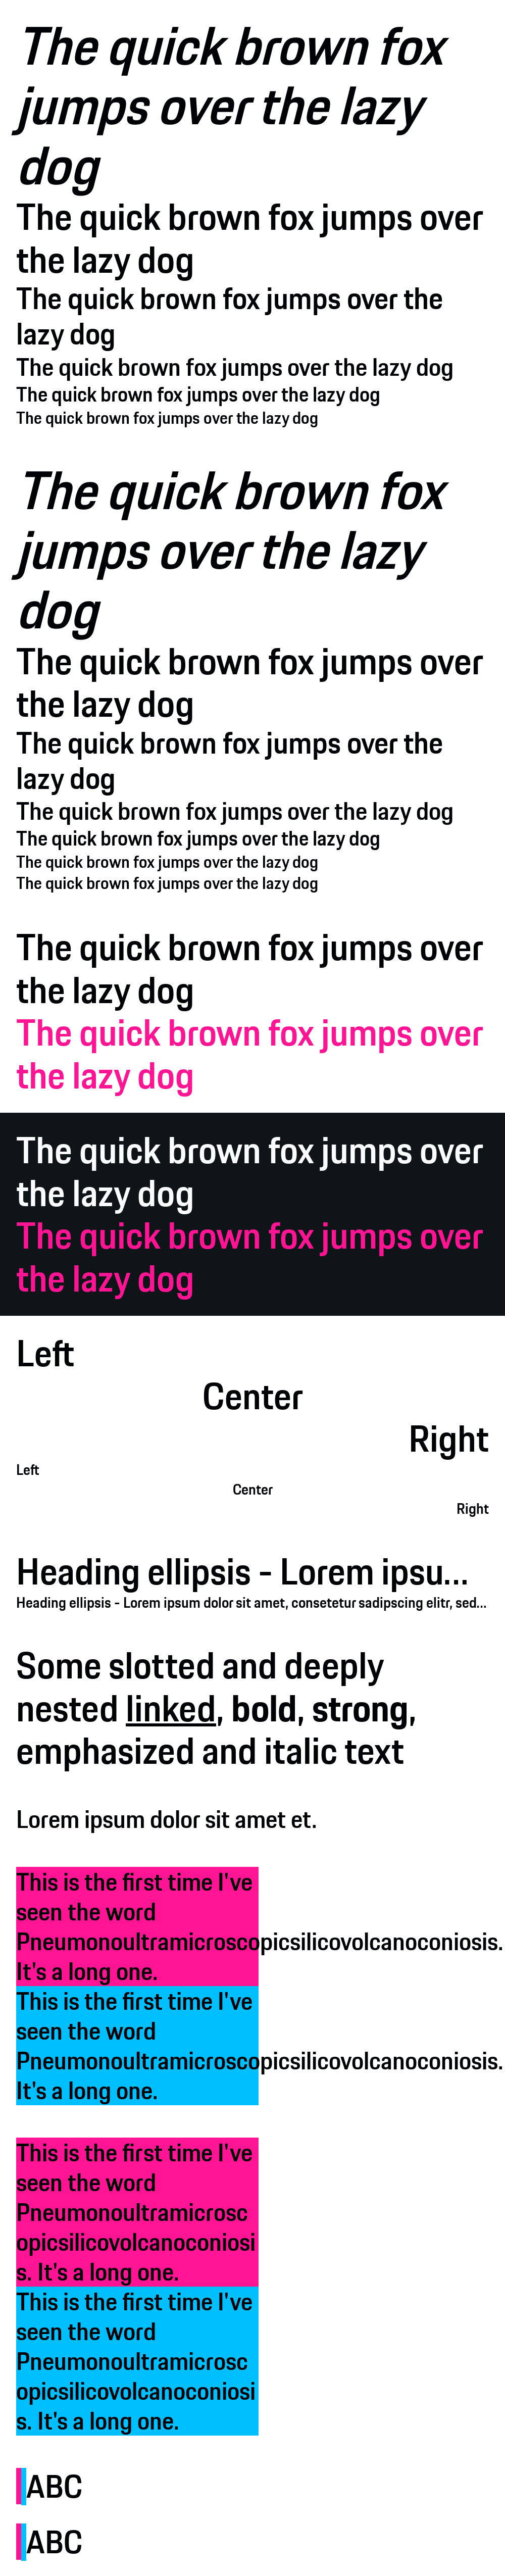 The quick brown fox
jumps over the lazy
dog
The quick brown fox jumps over
the lazy dog
The quick brown fox jumps over the
lazy dog
The quick brown fox jumps over the lazy dog
The quick brown fox jumps over the lazy dog
The quick brown fox jumps over the lazy dog
The quick brown fox
jumps over the lazy
dog
The quick brown fox jumps over
the lazy dog
The quick brown fox jumps over the
lazy dog
The quick brown fox jumps over the lazy dog
The quick brown fox jumps over the lazy dog
The quick brown fox jumps over the lazy dog
The quick brown fox jumps over the lazy dog
The quick brown fox jumps over
the lazy dog
The quick brown fox jumps over
the lazy dog
The quick brown fox jumps over
the lazy dog
The quick brown fox jumps over
the lazy dog
Left
Center
Right
Left
Center
Right
Heading ellipsis - Lorem ipsu...
Heading ellipsis - Lorem ipsum dolor sit amet, consetetur sadipscing elitr, sed...
Some slotted and deeply
nested linked, bold, strong,
emphasized and italic text
Lorem ipsum dolor sit amet et.
This is the first time I've
seen the word
Pneumonoultramicroscopicsilicovolcanoconiosis.
It's a long one.
This is the first time I've
seen the word
Pneumonoultramicroscopicsilicovolcanoconiosis.
It's a long one.
This is the first time I've
seen the word
Pneumonoultramicrosc
opicsilicovolcanoconiosi
s. It's a long one.
This is the first time I've
seen the word
Pneumonoultramicrosc
opicsilicovolcanoconiosi
s. It's a long one.
ABC
ABC